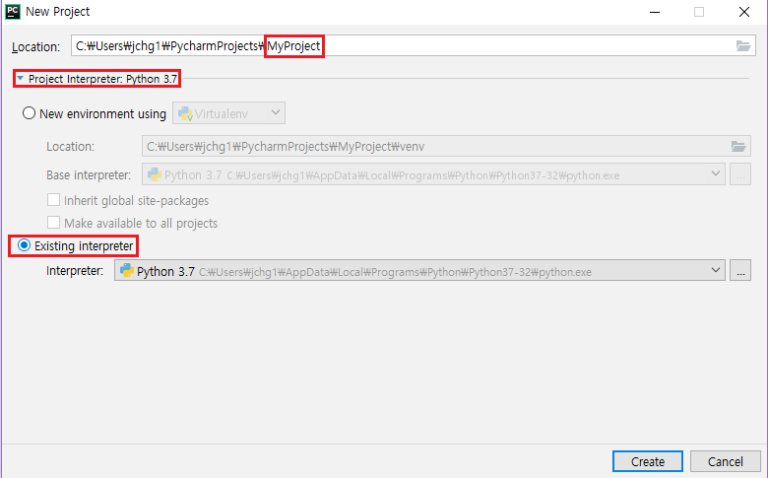 PC New Project
Location: C:₩Users₩jchg1₩PycharmProjects₩MyProject
Project Interpreter: Python 3.7
New environment using Virtualenv
Location: C:₩Users₩jchg1₩PycharmProjects₩MyProject₩venv
Base interpreter: Python 3.7 C:₩Users₩jchg1₩AppData₩Local₩Programs₩Python₩Python37-32₩python.exe ...
Inherit global site-packages
Make available to all projects
Existing interpreter
Interpreter: Python 3.7 C:₩Users₩jchg1₩AppData₩Local₩Programs₩Python₩Python37-32₩python.exe ...
Create Cancel